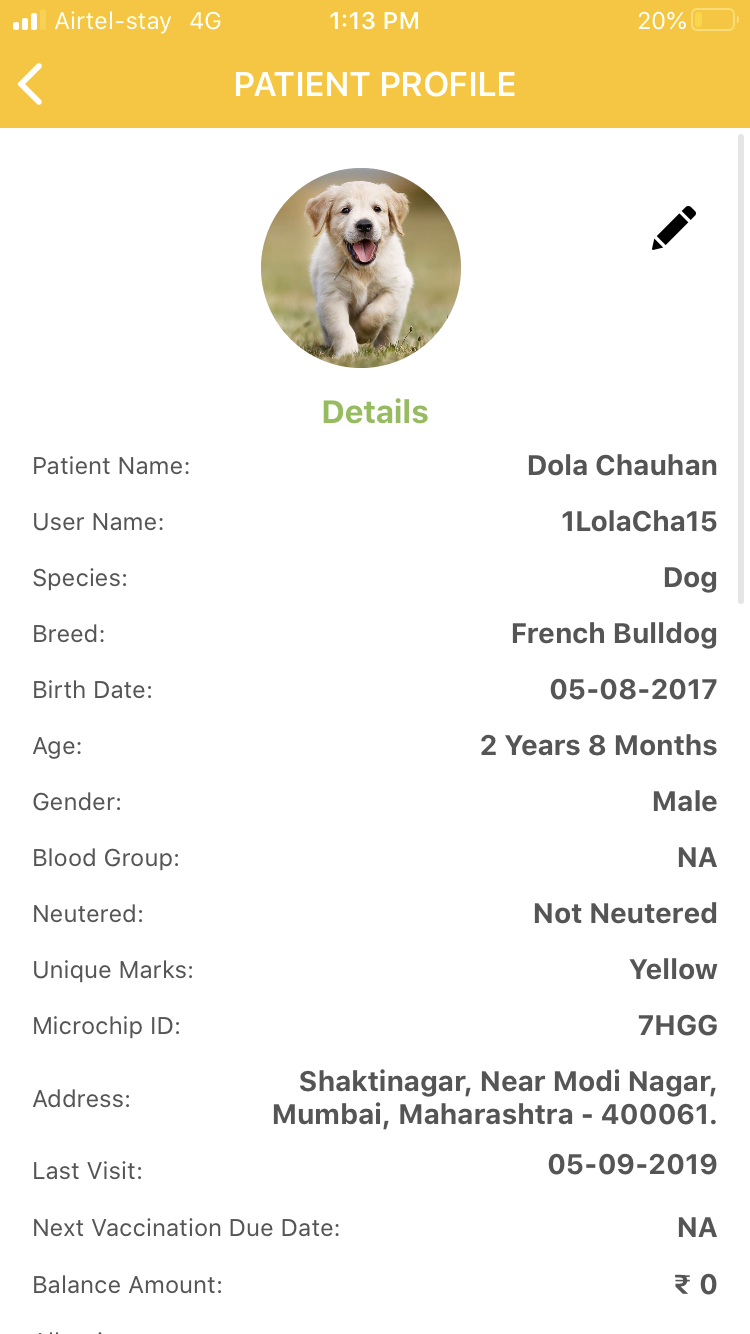 Airtel-stay 4G 1:13 PM 20%
PATIENT PROFILE
Details
Patient Name: Dola Chauhan
User Name: 1LolaCha15
Species: Dog
Breed: French Bulldog
Birth Date: 05-08-2017
Age: 2 Years 8 Months
Gender: Male
Blood Group: NA
Neutered: Not Neutered
Unique Marks: Yellow
Microchip ID: 7HGG
Address: Shaktinagar, Near Modi Nagar,
Mumbai, Maharashtra - 400061.
Last Visit: 05-09-2019
Next Vaccination Due Date: NA
Balance Amount: ₹ 0